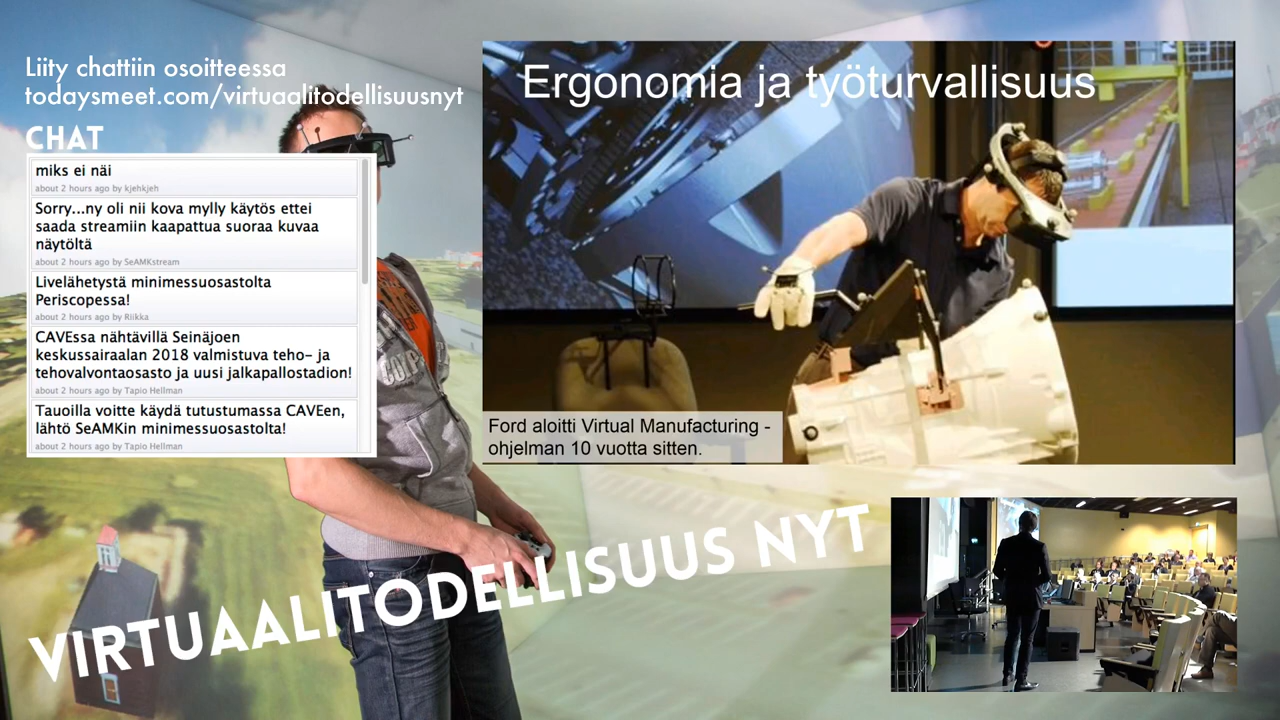 Liity chattiin osoitteessa
todaysmeet.com/virtuaalitodellisuusnyt
CHAT
miks ei näi
about 2 hours ago by kjehkjeh
Sorry...ny oli nii kova mylly käytös ettei
saada streamiin kaapattua suoraa kuvaa
näytöltä
about 2 hours ago by SeAMKstream
Livelähetystä minimessuosastolta
Periscopessa!
about 2 hours ago by Riikka
CAVEssa nähtävillä Seinäjoen
keskussairaalan 2018 valmistuva teho- ja
tehovalvontaosasto ja uusi jalkapallostadion!
about 2 hours ago by Tapio Hellman
Tauoilla voitte käydä tutustumassa CAVEen,
lähtö SeAMKin minimessuosastolta!
about 2 hours ago by Tapio Hellman
Ergonomia ja työturvallisuus
Ford aloitti Virtual Manufacturing -
ohjelman 10 vuotta sitten.
VIRTUAALITODELLISUUS NYT